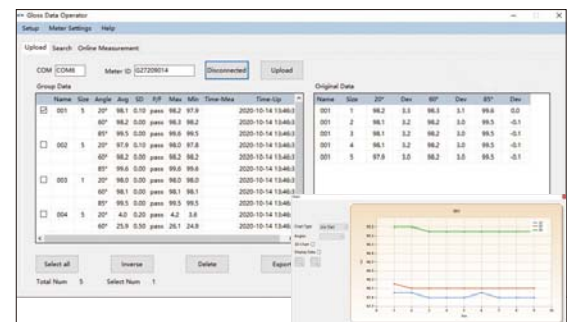 Gloss Data Operator
Setup Meter Settings Help
Upload Search Online Measurement
COM COM6 Meter ID G27209014 Disconnected Upload
Group Data
Name Size Angle Avg SD P/F Max Min Time-Mea Time-Up
001 5 20° 98.1 0.10 pass 98.2 97.9 2020-10-14 13:46:3
60° 98.2 0.00 pass 98.3 98.2 2020-10-14 13:46:3
85° 99.5 0.00 pass 99.6 99.5 2020-10-14 13:46:3
002 5 20° 97.9 0.10 pass 98.0 97.8 2020-10-14 13:46:3
60° 98.2 0.00 pass 98.2 98.2 2020-10-14 13:46:3
85° 99.6 0.00 pass 99.6 99.6 2020-10-14 13:46:3
003 1 20° 98.0 0.00 pass 98.0 98.0 2020-10-14 13:46:3
60° 98.1 0.00 pass 98.1 98.1 2020-10-14 13:46:3
85° 99.5 0.00 pass 99.5 99.5 2020-10-14 13:46:3
004 5 20° 4.0 0.20 pass 4.2 3.8 2020-10-14 13:46:3
60° 25.9 0.50 pass 26.1 24.9 2020-10-14 13:46:3
Select all Inverse Delete Export
Total Num 5 Select Num 1
Original Data
Name Size 20° Dev 60° Dev 85° Dev
001 1 98.2 3.3 98.3 3.1 99.6 0.0
001 2 98.1 3.2 98.2 3.0 99.5 -0.1
001 3 98.1 3.2 98.2 3.0 99.5 -0.1
001 4 98.1 3.2 98.2 3.0 99.5 -0.1
001 5 97.9 3.0 98.2 3.0 99.5 -0.1
Chart Type
Angles
3D Chart
Display Data
001